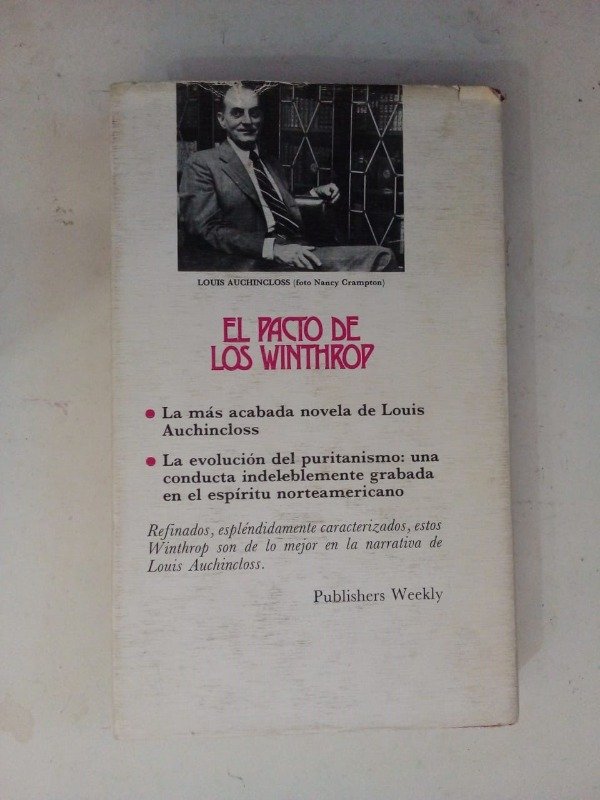 LOUIS AUCHINCLOSS (foto Nancy Crampton)
EL PACTO DE
LOS WINTHROP
● La más acabada novela de Louis
Auchincloss
● La evolución del puritanismo: una
conducta indeleblemente grabada
en el espíritu norteamericano
Refinados, espléndidamente caracterizados, estos
Winthrop son de lo mejor en la narrativa de
Louis Auchincloss.
Publishers Weekly